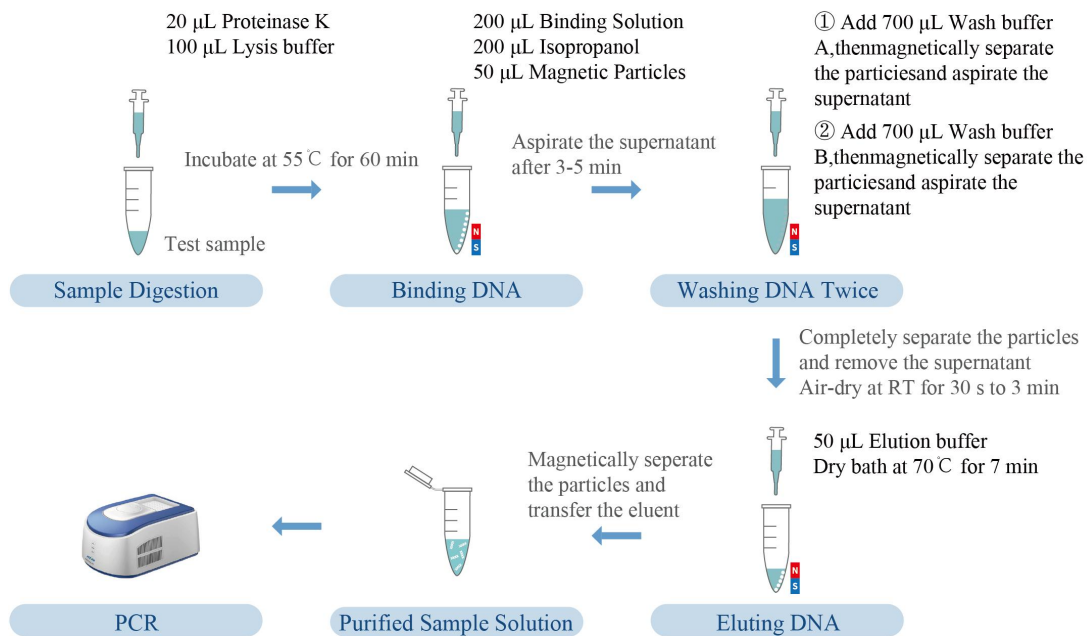 20 μL Proteinase K
100 μL Lysis buffer
Incubate at 55℃ for 60 min
Test sample
Sample Digestion
200 μL Binding Solution
200 μL Isopropanol
50 μL Magnetic Particles
Aspirate the supernatant
after 3-5 min
N
S
Binding DNA
① Add 700 μL Wash buffer
A,thenmagnetically separate
the particiesand aspirate the
supernatant
② Add 700 μL Wash buffer
B,thenmagnetically separate the
particiesand aspirate the
supernatant
N
S
Washing DNA Twice
Completely separate the particles
and remove the supernatant
Air-dry at RT for 30 s to 3 min
50 μL Elution buffer
Dry bath at 70℃ for 7 min
N
S
Eluting DNA
Magnetically seperate
the particles and
transfer the eluent
Purified Sample Solution
PCR